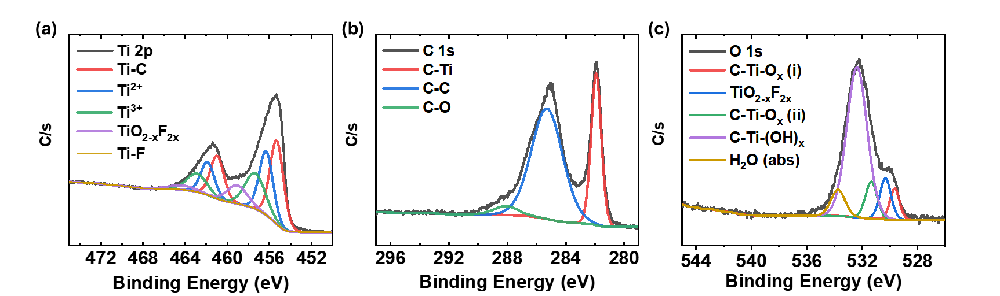 (a)
C/s
Ti 2p
Ti-C
Ti²⁺
Ti³⁺
TiO₂₋ₓF₂ₓ
Ti-F
472 468 464 460 456 452
Binding Energy (eV)
(b)
C/s
C 1s
C-Ti
C-C
C-O
296 292 288 284 280
Binding Energy (eV)
(c)
C/s
O 1s
C-Ti-Oₓ (i)
TiO₂₋ₓF₂ₓ
C-Ti-Oₓ (ii)
C-Ti-(OH)ₓ
H₂O (abs)
544 540 536 532 528
Binding Energy (eV)